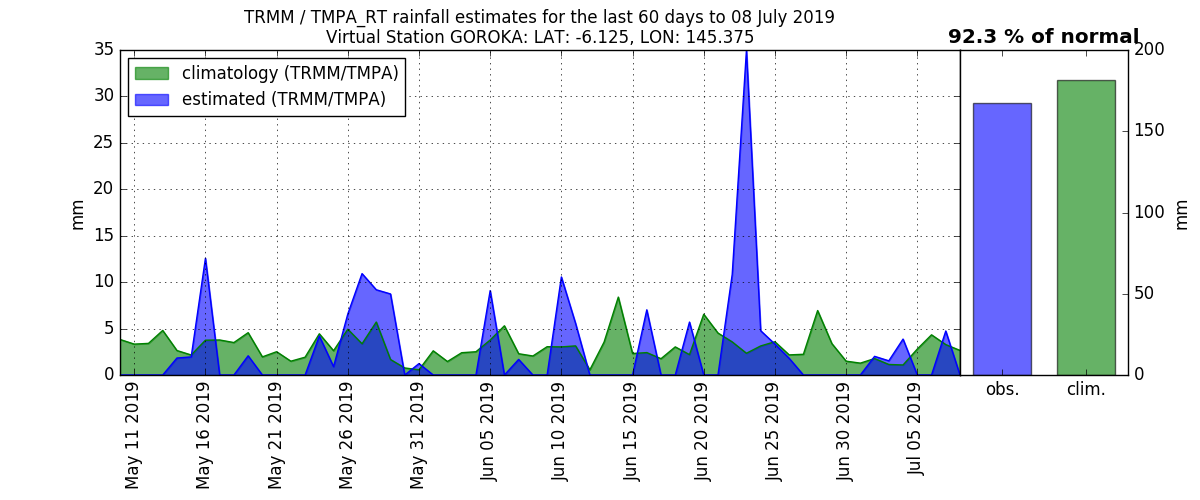 TRMM / TMPA_RT rainfall estimates for the last 60 days to 08 July 2019
Virtual Station GOROKA: LAT: -6.125, LON: 145.375
92.3 % of normal
climatology (TRMM/TMPA)
estimated (TRMM/TMPA)
35
30
25
20
15
10
5
0
mm
May 11 2019
May 16 2019
May 21 2019
May 26 2019
May 31 2019
Jun 05 2019
Jun 10 2019
Jun 15 2019
Jun 20 2019
Jun 25 2019
Jun 30 2019
Jul 05 2019
obs.
clim.
200
150
100
50
0
mm